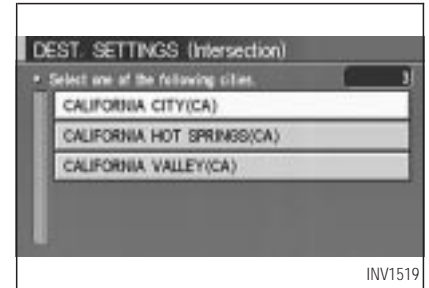 DEST. SETTINGS (Intersection)
Select one of the following cities.
3
CALIFORNIA CITY(CA)
CALIFORNIA HOT SPRINGS(CA)
CALIFORNIA VALLEY(CA)
INV1519